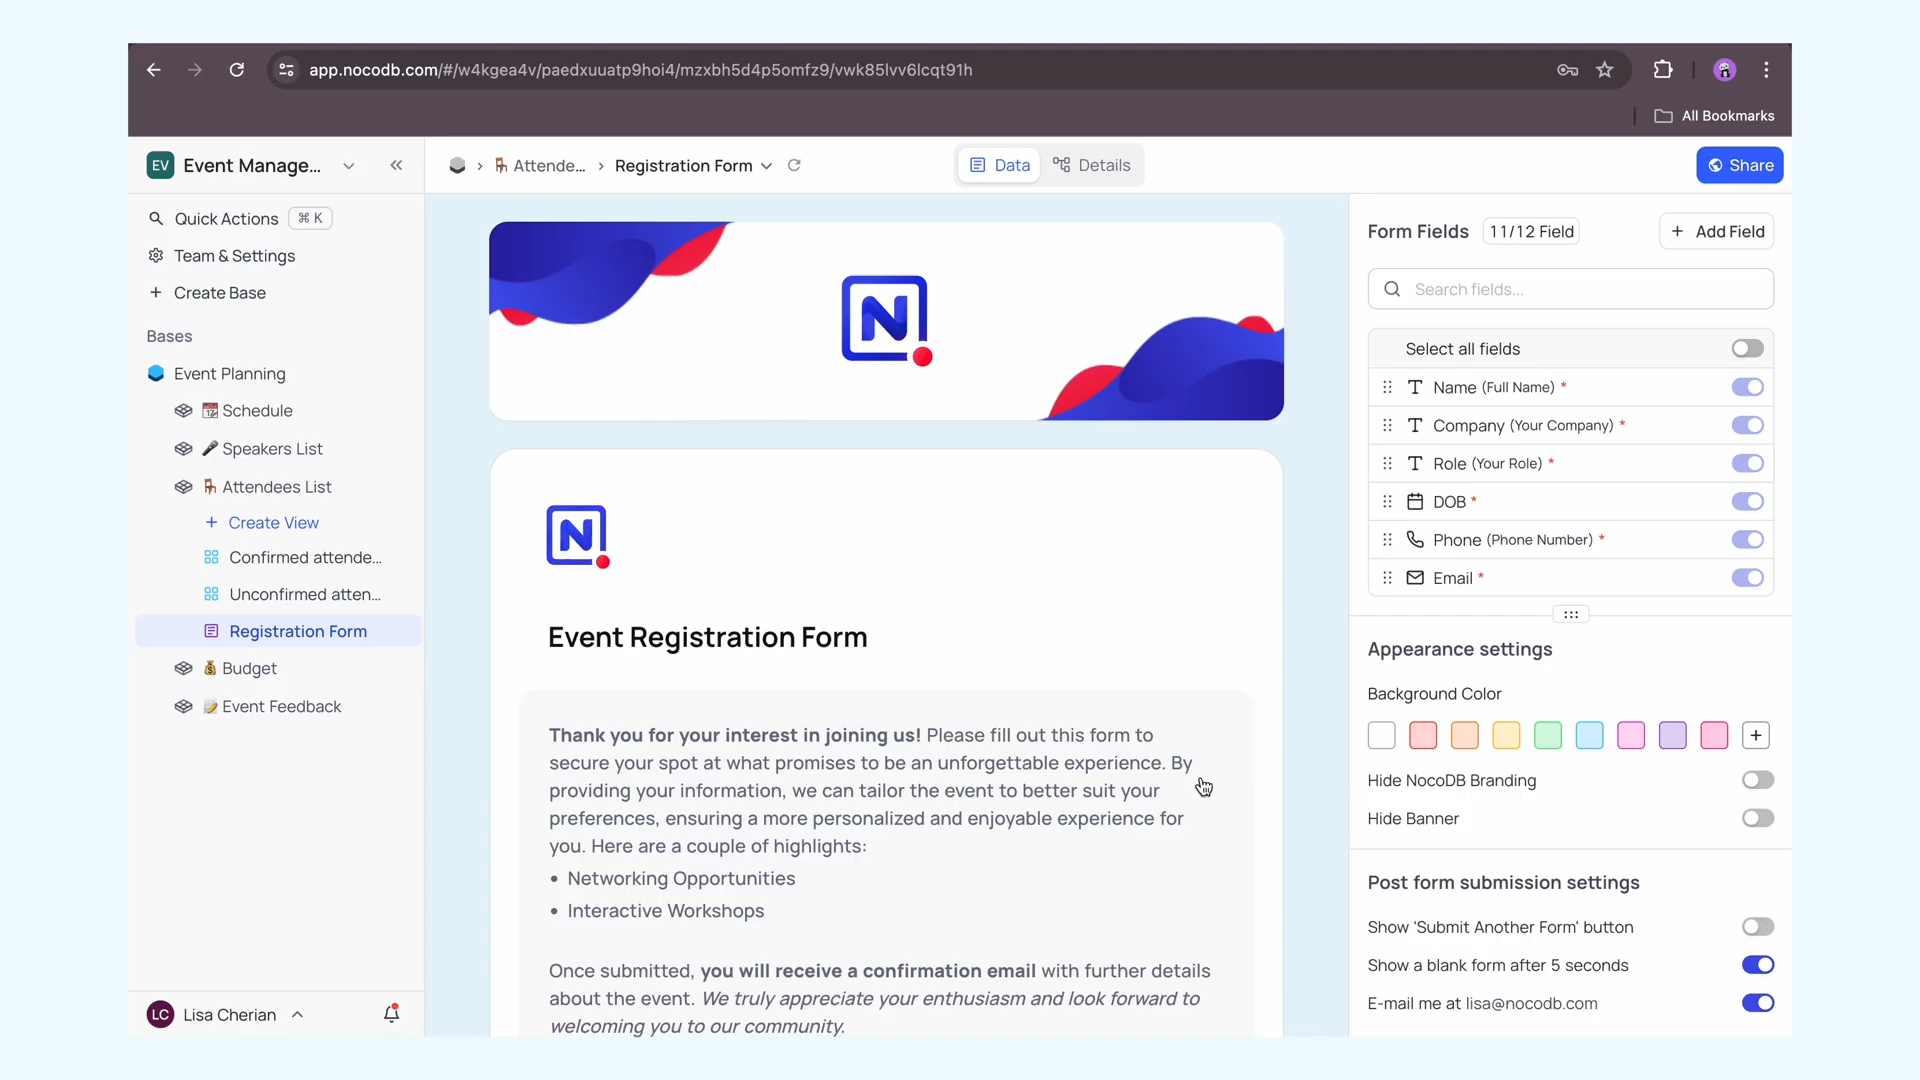 app.nocodb.com/#/w4kgea4v/paedxuuatp9hoi4/mzxbh5d4p5omfz9/vwk85lvv6lcqt91h
All Bookmarks
EV Event Manage...
Attende... Registration Form
Data
Details
Share
Quick Actions ⌘ K
Team & Settings
Create Base
Bases
Event Planning
Schedule
Speakers List
Attendees List
Create View
Confirmed attende...
Unconfirmed atten...
Registration Form
Budget
Event Feedback
LC Lisa Cherian
N
N
Event Registration Form
Thank you for your interest in joining us! Please fill out this form to
secure your spot at what promises to be an unforgettable experience. By
providing your information, we can tailor the event to better suit your
preferences, ensuring a more personalized and enjoyable experience for
you. Here are a couple of highlights:
• Networking Opportunities
• Interactive Workshops
Once submitted, you will receive a confirmation email with further details
about the event. We truly appreciate your enthusiasm and look forward to
welcoming you to our community.
Form Fields 11/12 Field
+ Add Field
Search fields...
Select all fields
Name (Full Name) *
Company (Your Company) *
Role (Your Role) *
DOB *
Phone (Phone Number) *
Email *
Appearance settings
Background Color
Hide NocoDB Branding
Hide Banner
Post form submission settings
Show 'Submit Another Form' button
Show a blank form after 5 seconds
E-mail me at lisa@nocodb.com